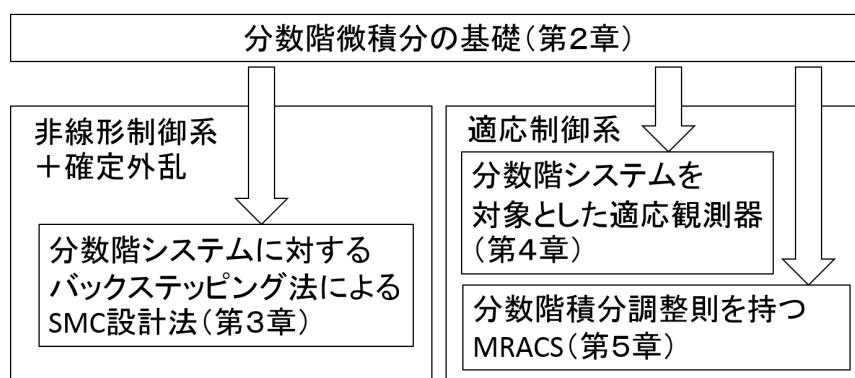 分数階微積分の基礎(第２章)
非線形制御系
＋確定外乱
分数階システムに対する
バックステッピング法による
SMC設計法(第３章)
適応制御系
分数階システムを
対象とした適応観測器
(第４章)
分数階積分調整則を持つ
MRACS(第５章)